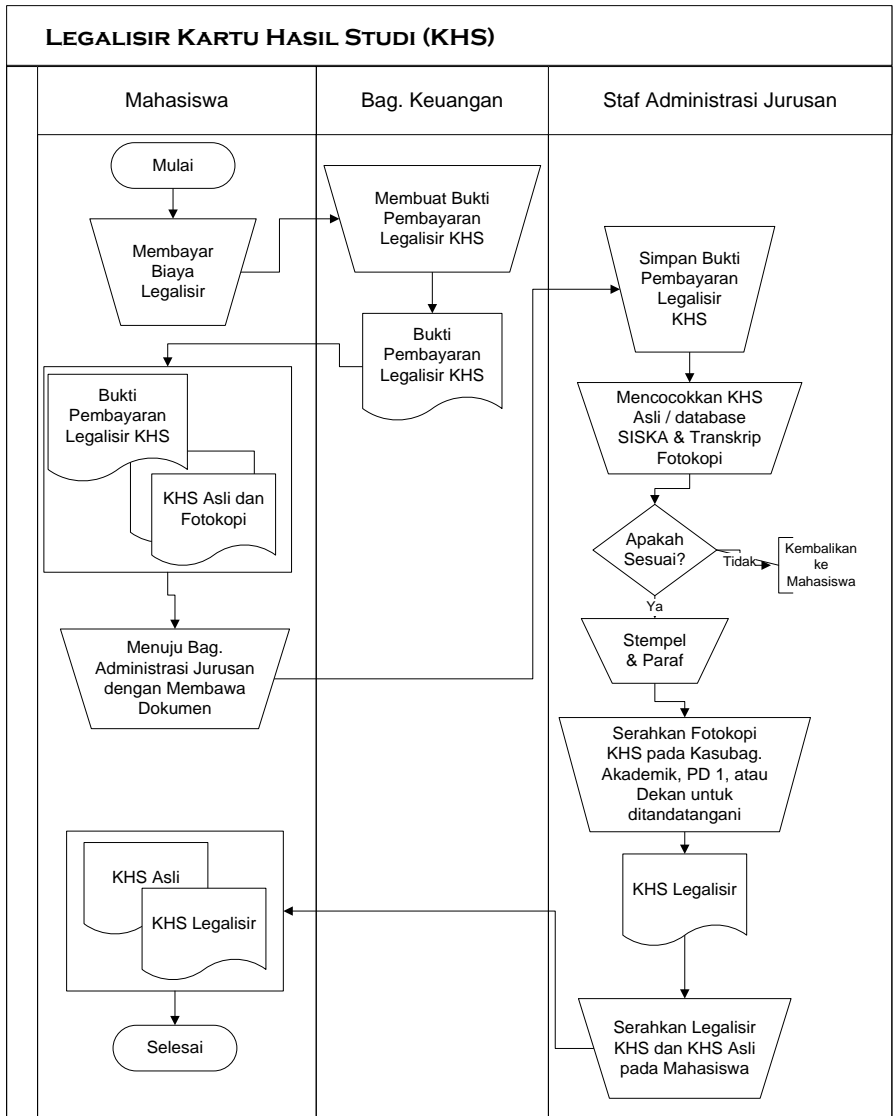 LEGALISIR KARTU HASIL STUDI (KHS)
Mahasiswa
Bag. Keuangan
Staf Administrasi Jurusan
Mulai
Membayar
Biaya
Legalisir
Membuat Bukti
Pembayaran
Legalisir KHS
Bukti
Pembayaran
Legalisir KHS
Bukti
Pembayaran
Legalisir KHS
KHS Asli dan
Fotokopi
Menuju Bag.
Administrasi Jurusan
dengan Membawa
Dokumen
Simpan Bukti
Pembayaran
Legalisir
KHS
Mencocokkan KHS
Asli / database
SISKA & Transkrip
Fotokopi
Apakah
Sesuai?
Tidak
Kembalikan
ke
Mahasiswa
Ya
Stempel
& Paraf
Serahkan Fotokopi
KHS pada Kasubag.
Akademik, PD 1, atau
Dekan untuk
ditandatangani
KHS Legalisir
Serahkan Legalisir
KHS dan KHS Asli
pada Mahasiswa
KHS Asli
KHS Legalisir
Selesai